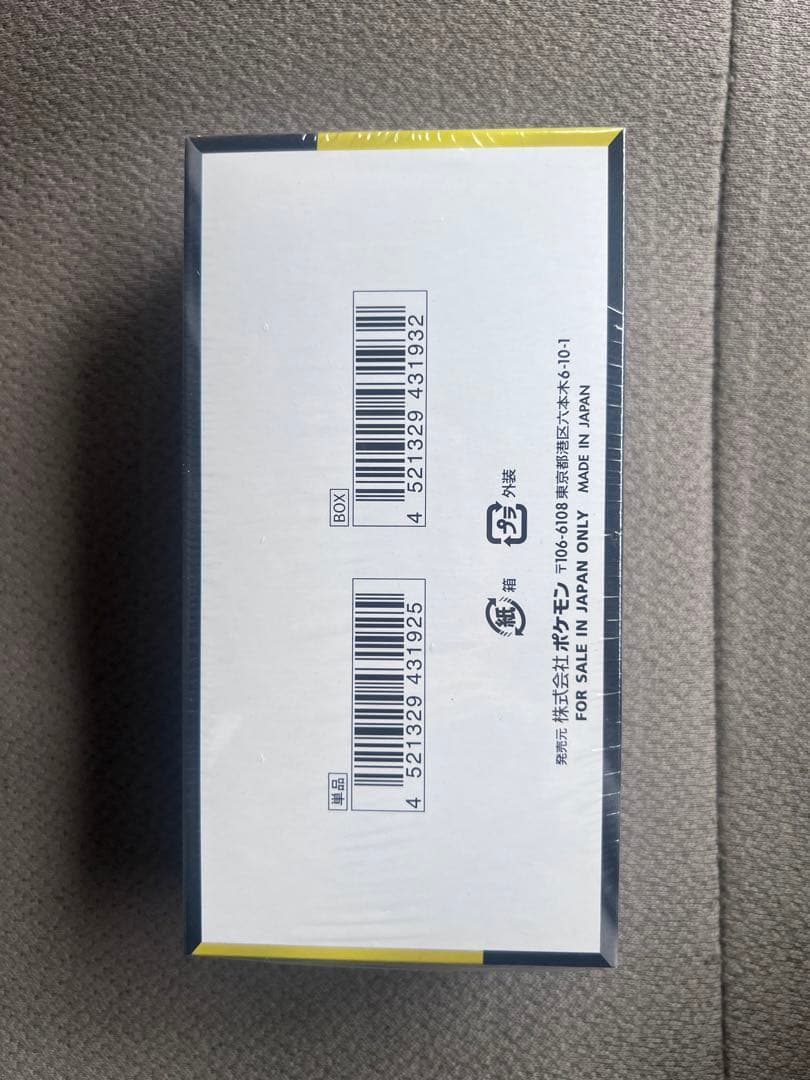 単品
4 521329 431925
BOX
4 521329 431932
紙 箱
プラ 外装
発売元 株式会社 ポケモン 〒106-6108 東京都港区六本木6-10-1
FOR SALE IN JAPAN ONLY MADE IN JAPAN